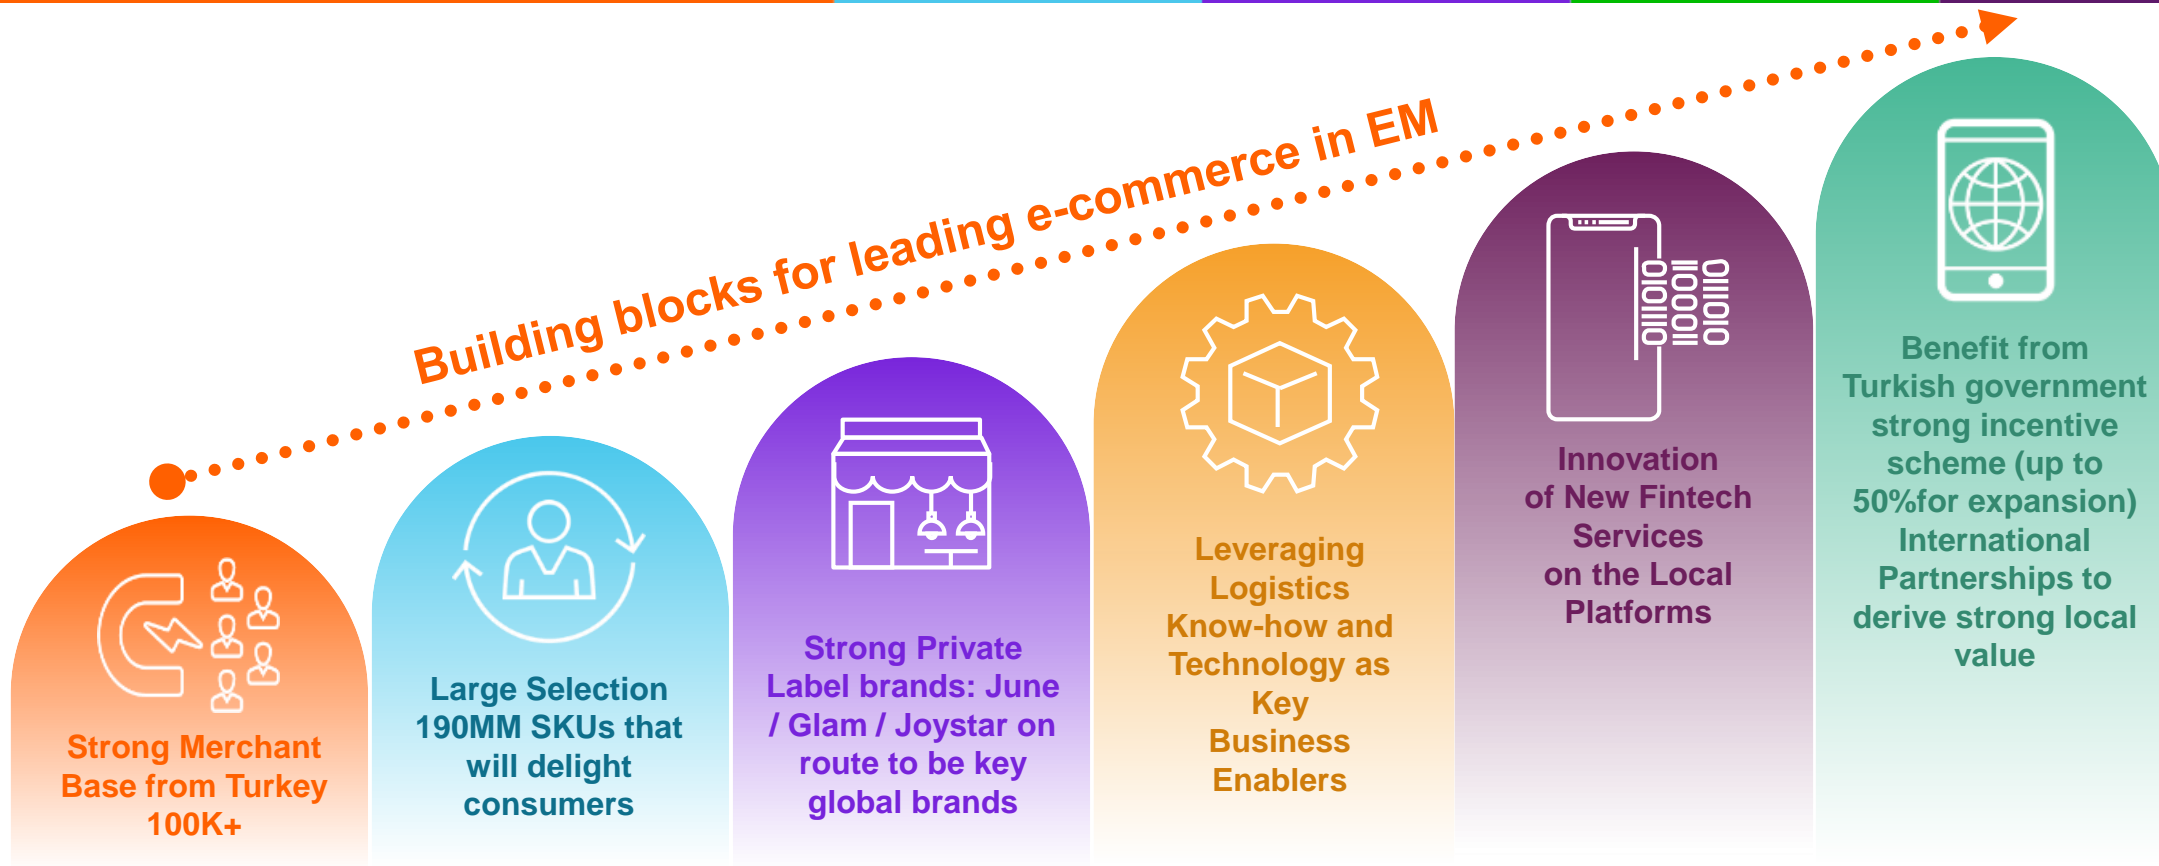 Building blocks for leading e-commerce in EM
Strong Merchant
Base from Turkey
100K+
Large Selection
190MM SKUs that
will delight
consumers
Strong Private
Label brands: June
/ Glam / Joystar on
route to be key
global brands
Leveraging
Logistics
Know-how and
Technology as
Key
Business
Enablers
Innovation
of New Fintech
Services
on the Local
Platforms
Benefit from
Turkish government
strong incentive
scheme (up to
50%for expansion)
International
Partnerships to
derive strong local
value